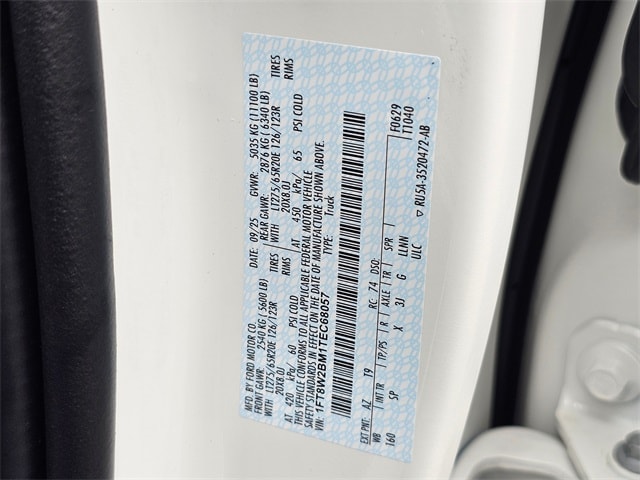 MFD. BY FORD MOTOR CO.
DATE: 09/25 GVWR: 5035 KG (11100 LB)
FRONT GAWR: 2540 KG (5600 LB) REAR GAWR: 2876 KG (6340 LB)
WITH LT275/65R20E 126/123R TIRES WITH LT275/65R20E 126/123R TIRES
20X8.0J RIMS 20X8.0J RIMS
AT 420 kPa/ 60 PSI COLD AT 450 kPa/ 65 PSI COLD
THIS VEHICLE CONFORMS TO ALL APPLICABLE FEDERAL MOTOR VEHICLE
SAFETY STANDARDS IN EFFECT ON THE DATE OF MANUFACTURE SHOWN ABOVE.
VIN: 1FT8W2BM1TEC68057 TYPE: Truck
F0629
T1040
EXT PNT: AZ T9 RC: 74 DSO:
WB INT TR TP/PS R AXLE TR SPR
160 SP X 3J G LLNN
ULC
RU5A-3520472-AB